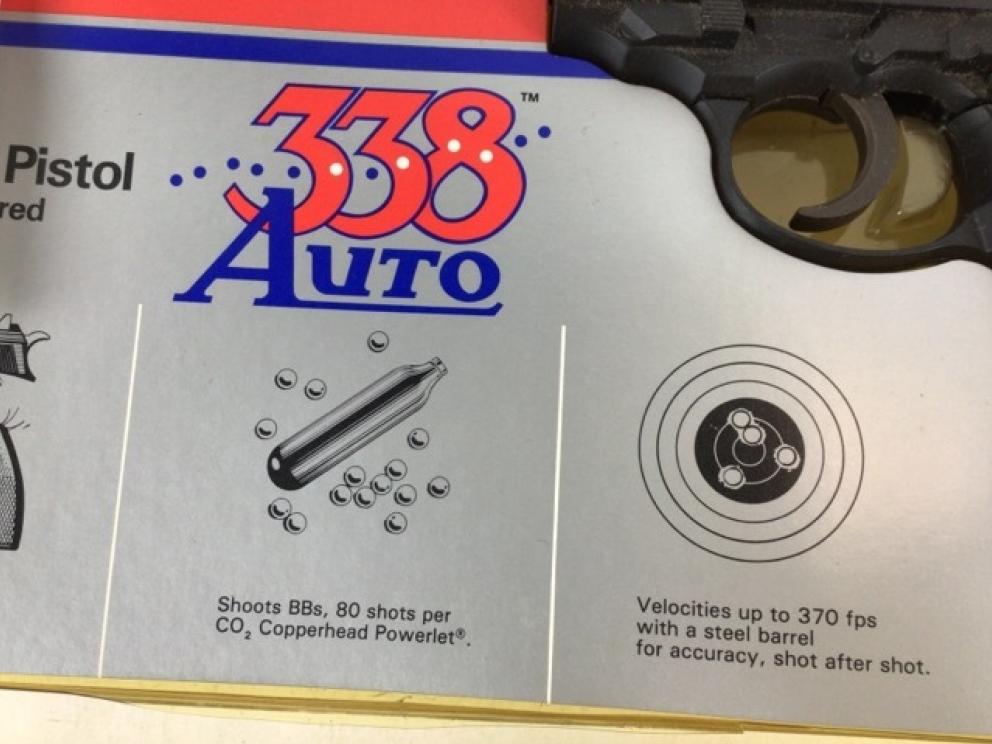 Pistol
red
338™
AUTO
Shoots BBs, 80 shots per
CO₂ Copperhead Powerlet®.
Velocities up to 370 fps
with a steel barrel
for accuracy, shot after shot.